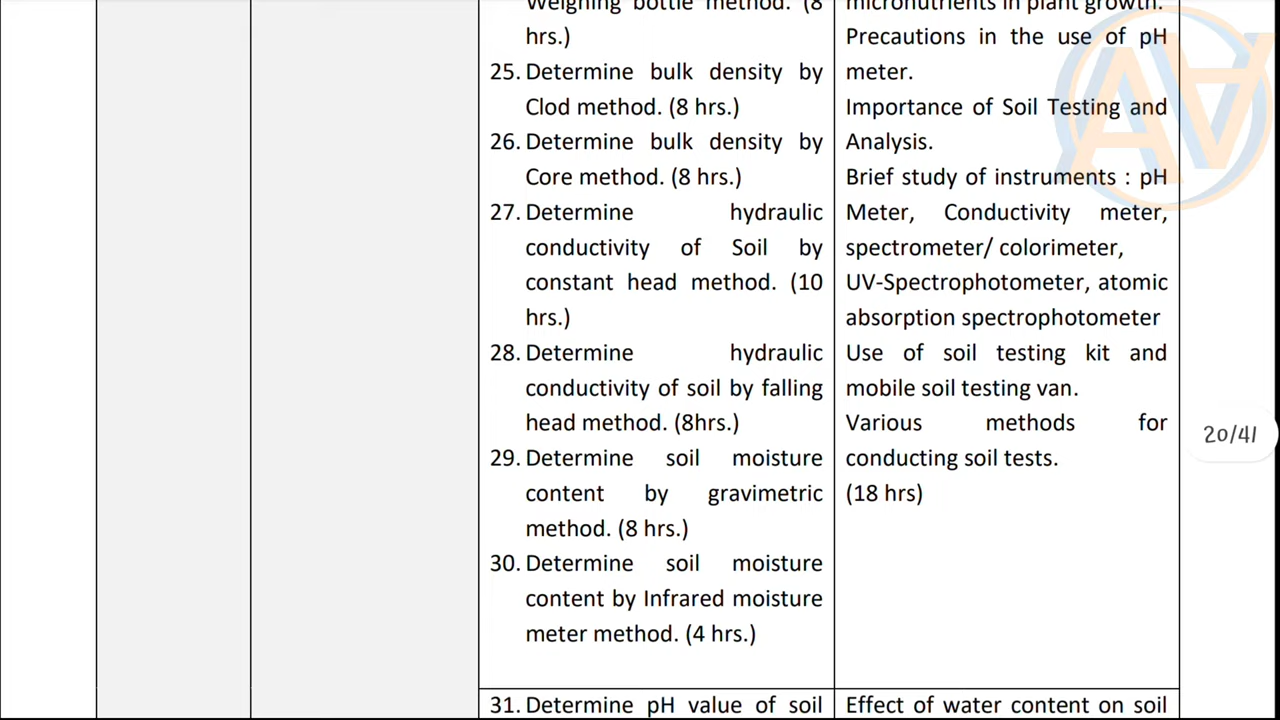 Weighing bottle method. (8
hrs.)
25. Determine bulk density by
Clod method. (8 hrs.)
26. Determine bulk density by
Core method. (8 hrs.)
27. Determine hydraulic
conductivity of Soil by
constant head method. (10
hrs.)
28. Determine hydraulic
conductivity of soil by falling
head method. (8hrs.)
29. Determine soil moisture
content by gravimetric
method. (8 hrs.)
30. Determine soil moisture
content by Infrared moisture
meter method. (4 hrs.)
31. Determine pH value of soil
micronutrients in plant growth.
Precautions in the use of pH
meter.
Importance of Soil Testing and
Analysis.
Brief study of instruments : pH
Meter, Conductivity meter,
spectrometer/ colorimeter,
UV-Spectrophotometer, atomic
absorption spectrophotometer
Use of soil testing kit and
mobile soil testing van.
Various methods for
conducting soil tests.
(18 hrs)
Effect of water content on soil
20/41
AA